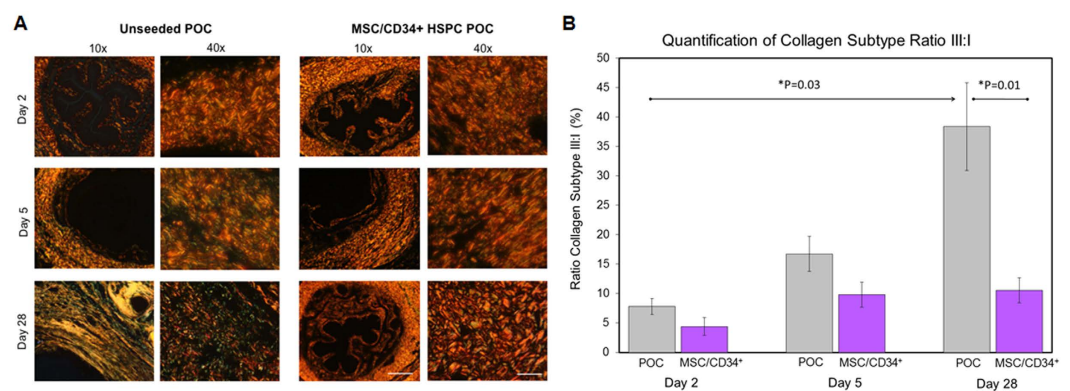 A
Unseeded POC
MSC/CD34+ HSPC POC
10x
40x
10x
40x
Day 2
Day 5
Day 28
B
Quantification of Collagen Subtype Ratio III:I
Ratio Collagen Subtype III:I (%)
50
45
40
35
30
25
20
15
10
5
0
*P=0.03
*P=0.01
POC
MSC/CD34⁺
POC
MSC/CD34⁺
POC
MSC/CD34⁺
Day 2
Day 5
Day 28